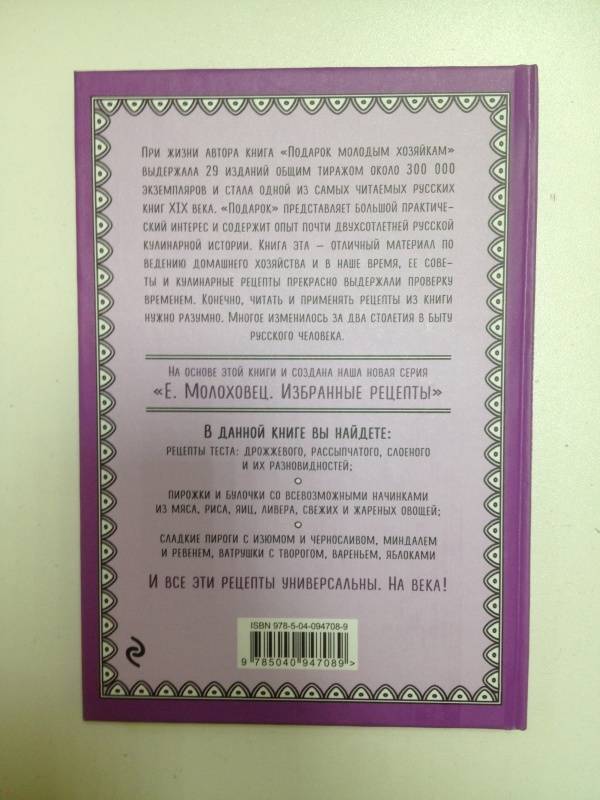 При жизни автора книга «Подарок молодым хозяйкам»
выдержала 29 изданий общим тиражом около 300 000
экземпляров и стала одной из самых читаемых русских
книг XIX века. «Подарок» представляет большой практиче-
ский интерес и содержит опыт почти двухсотлетней русской
кулинарной истории. Книга эта – отличный материал по
ведению домашнего хозяйства и в наше время, ее сове-
ты и кулинарные рецепты прекрасно выдержали проверку
временем. Конечно, читать и применять рецепты из книги
нужно разумно. Многое изменилось за два столетия в быту
русского человека.
На основе этой книги и создана наша новая серия
«Е. Молоховец. Избранные рецепты»
В данной книге вы найдете:
рецепты теста: дрожжевого, рассыпчатого, слоеного
и их разновидностей;
пирожки и булочки со всевозможными начинками
из мяса, риса, яиц, ливера, свежих и жареных овощей;
сладкие пироги с изюмом и черносливом, миндалем
и ревенем, ватрушки с творогом, вареньем, яблоками
И все эти рецепты универсальны. На века!
ISBN 978-5-04-094708-9
9 785040 947089 >